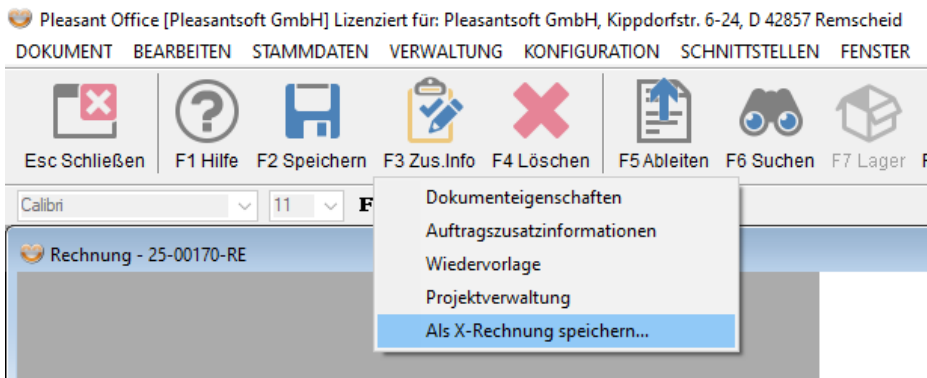 Pleasant Office [Pleasantsoft GmbH] Lizenziert für: Pleasantsoft GmbH, Kippdorfstr. 6-24, D 42857 Remscheid
DOKUMENT BEARBEITEN STAMMDATEN VERWALTUNG KONFIGURATION SCHNITTSTELLEN FENSTER
Esc Schließen F1 Hilfe F2 Speichern F3 Zus.Info F4 Löschen F5 Ableiten F6 Suchen F7 Lager F
Calibri 11 F
Dokumenteigenschaften
Auftragszusatzinformationen
Rechnung - 25-00170-RE
Wiedervorlage
Projektverwaltung
Als X-Rechnung speichern...